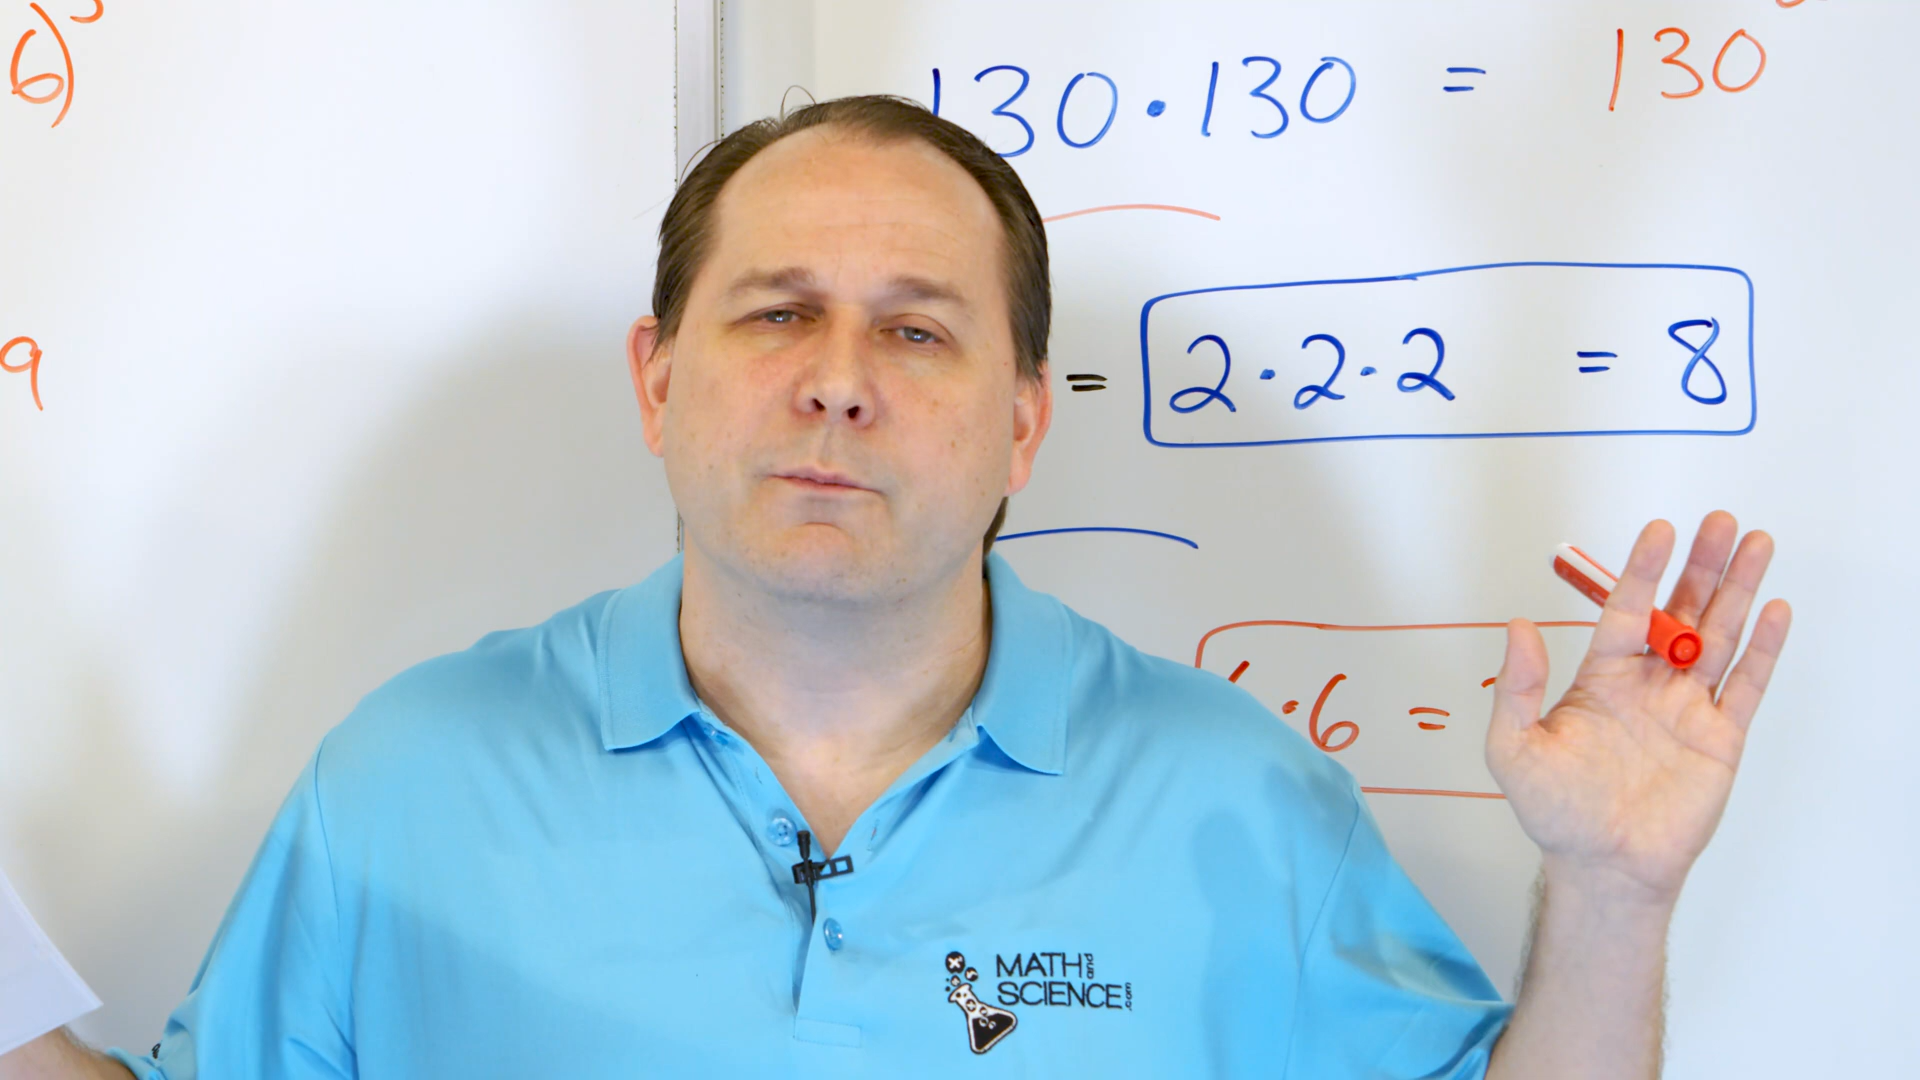 6)
9
130 · 130 = 130
= 2 · 2 · 2 = 8
· 6 =
MATH and
SCIENCE .com